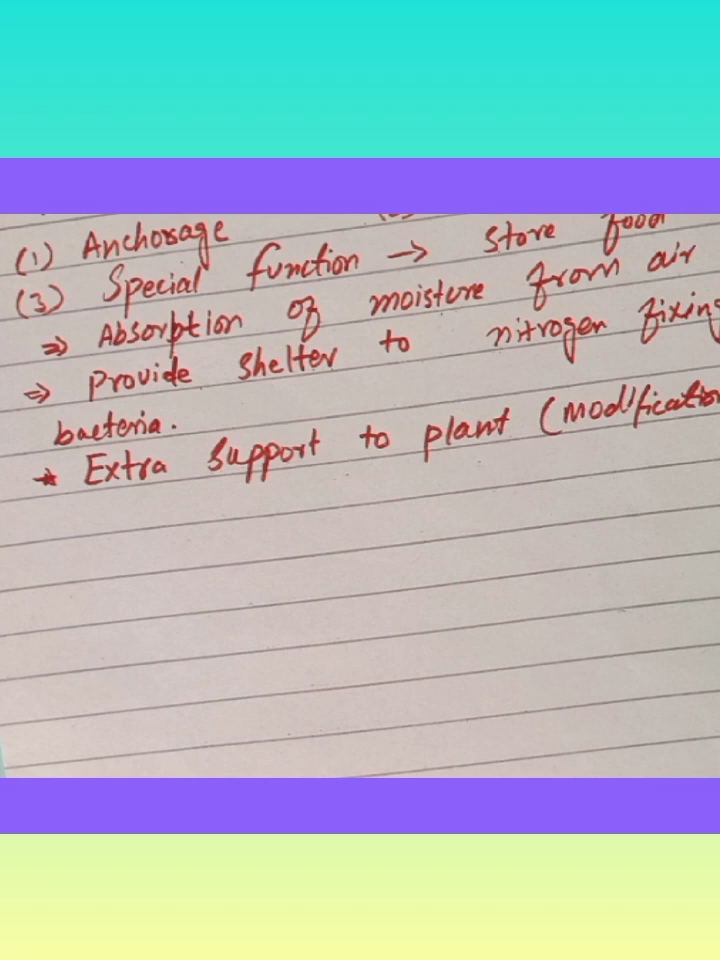 (1) Anchorage
(3) Special function → store food
⇒ Absorption of moisture from air
⇒ Provide shelter to nitrogen fixing
bacteria.
* Extra support to plant (modification